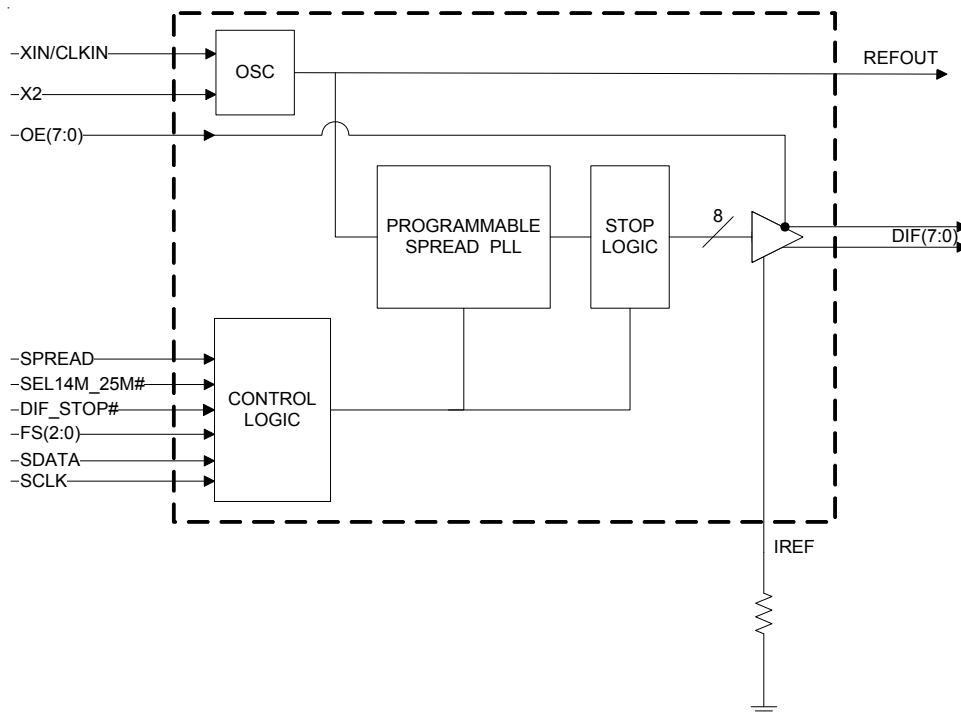 XIN/CLKIN
OSC
REFOUT
X2
OE(7:0)
PROGRAMMABLE
SPREAD PLL
STOP
LOGIC
8
DIF(7:0)
SPREAD
SEL14M_25M#
DIF_STOP#
FS(2:0)
SDATA
SCLK
CONTROL
LOGIC
IREF